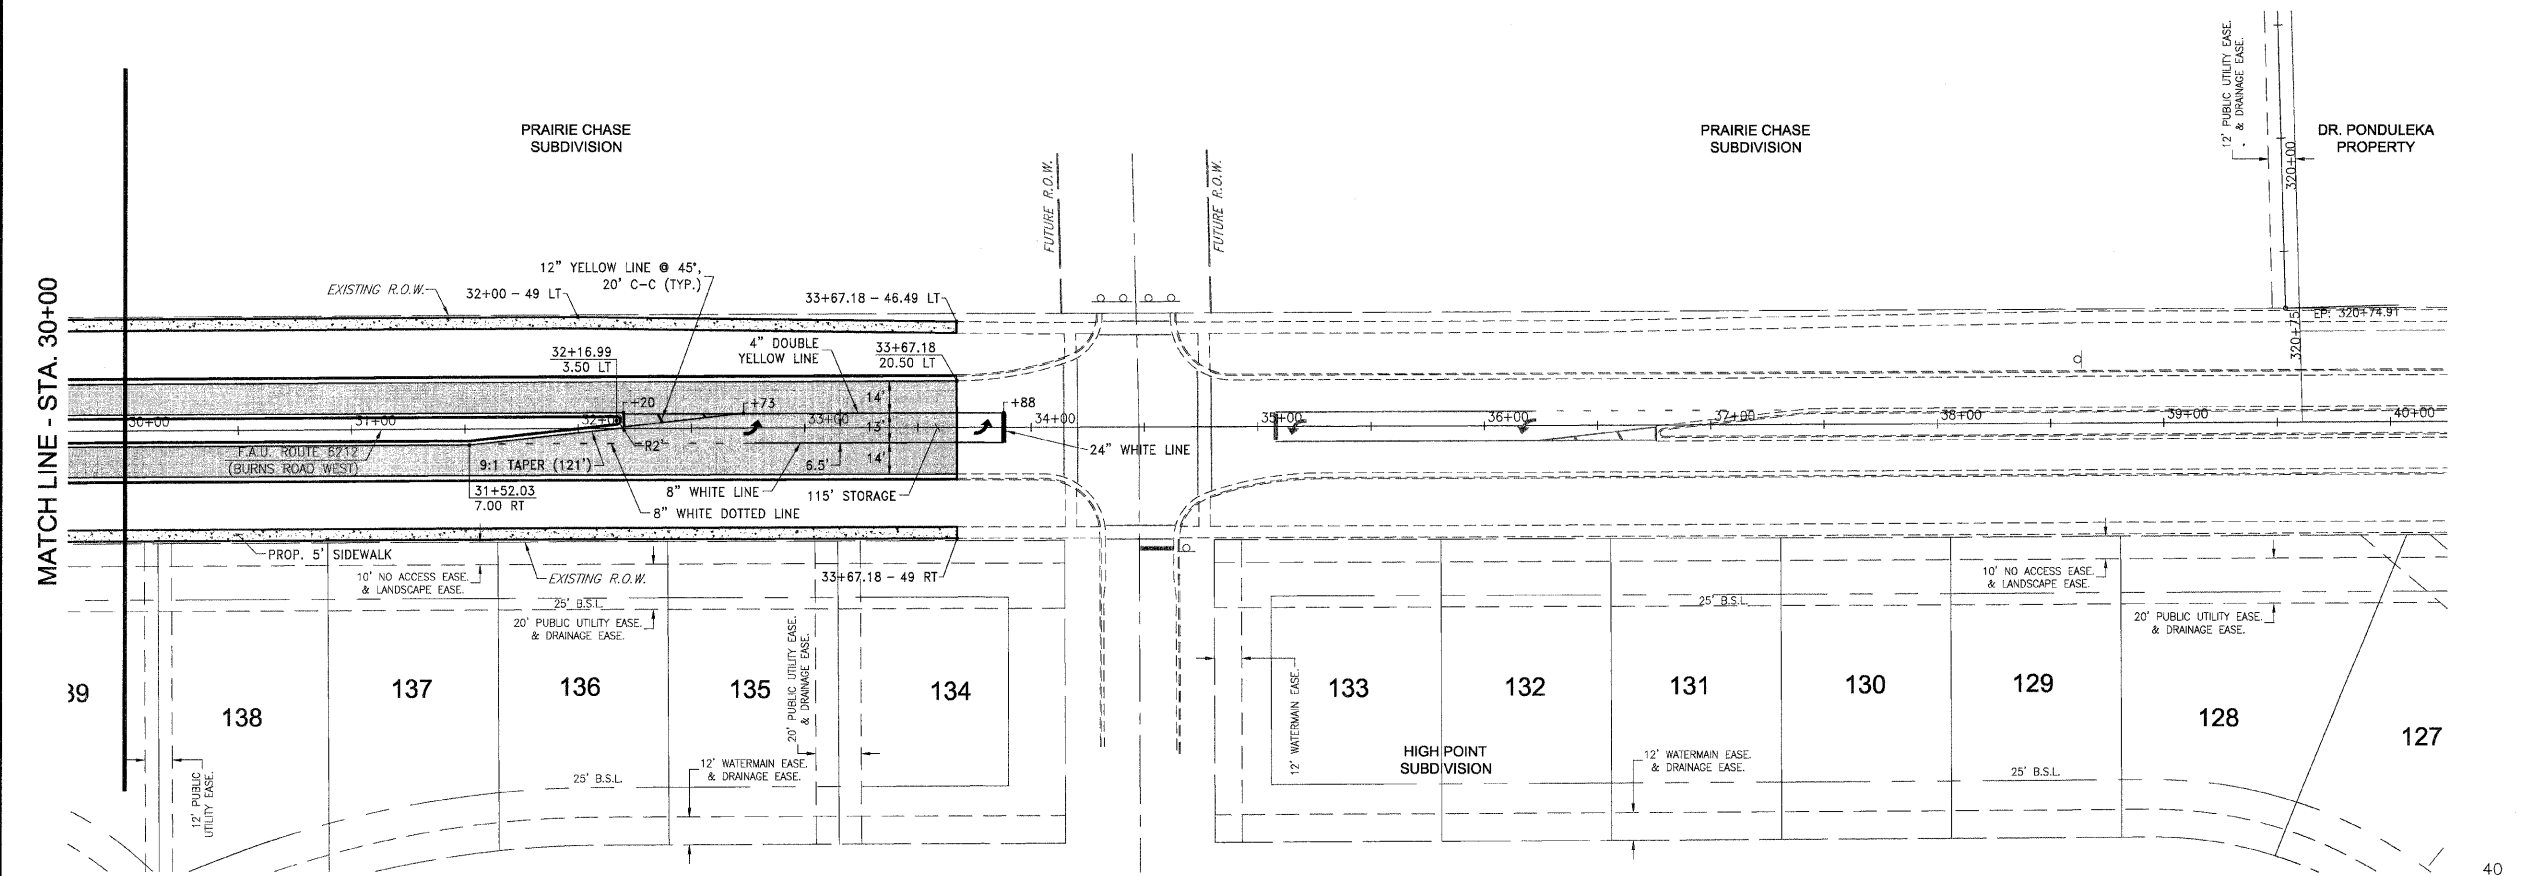 MATCH LINE - STA. 30+00
PRAIRIE CHASE
SUBDIVISION
PRAIRIE CHASE
SUBDIVISION
12' PUBLIC UTILITY EASE.
& DRAINAGE EASE.
DR. PONDULEKA
PROPERTY
320+00
FUTURE R.O.W.
FUTURE R.O.W.
12" YELLOW LINE @ 45°,
20' C-C (TYP.)
EXISTING R.O.W.
32+00 - 49 LT
33+67.18 - 46.49 LT
EP: 320+74.91
320+75
4" DOUBLE
YELLOW LINE
32+16.99
3.50 LT
33+67.18
20.50 LT
14'
+20
+73
+88
30+00
31+00
32+00
33+00
34+00
35+00
36+00
37+00
38+00
39+00
40+00
13'
R2'
F.A.U. ROUTE 6212
(BURNS ROAD WEST)
9:1 TAPER (121')
6.5'
14'
24" WHITE LINE
31+52.03
7.00 RT
8" WHITE LINE
115' STORAGE
8" WHITE DOTTED LINE
PROP. 5' SIDEWALK
10' NO ACCESS EASE.
& LANDSCAPE EASE.
EXISTING R.O.W.
33+67.18 - 49 RT
10' NO ACCESS EASE.
& LANDSCAPE EASE.
25' B.S.L.
25' B.S.L.
20' PUBLIC UTILITY EASE.
& DRAINAGE EASE.
20' PUBLIC UTILITY EASE.
& DRAINAGE EASE.
20' PUBLIC UTILITY EASE.
& DRAINAGE EASE.
39
138
137
136
135
134
133
132
131
130
129
128
127
12' WATERMAIN EASE.
HIGH POINT
SUBDIVISION
12' WATERMAIN EASE.
& DRAINAGE EASE.
12' WATERMAIN EASE.
& DRAINAGE EASE.
25' B.S.L.
25' B.S.L.
12' PUBLIC
UTILITY EASE.
40